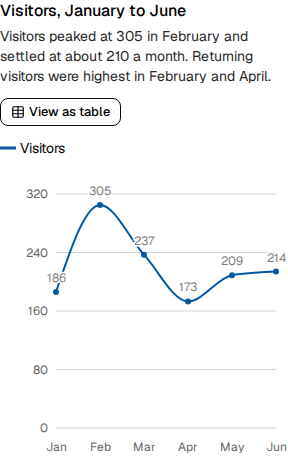 Visitors, January to June
Visitors peaked at 305 in February and
settled at about 210 a month. Returning
visitors were highest in February and April.
View as table
Visitors
320
305
240
237
186
173
209
214
160
80
0
Jan Feb Mar Apr May Jun